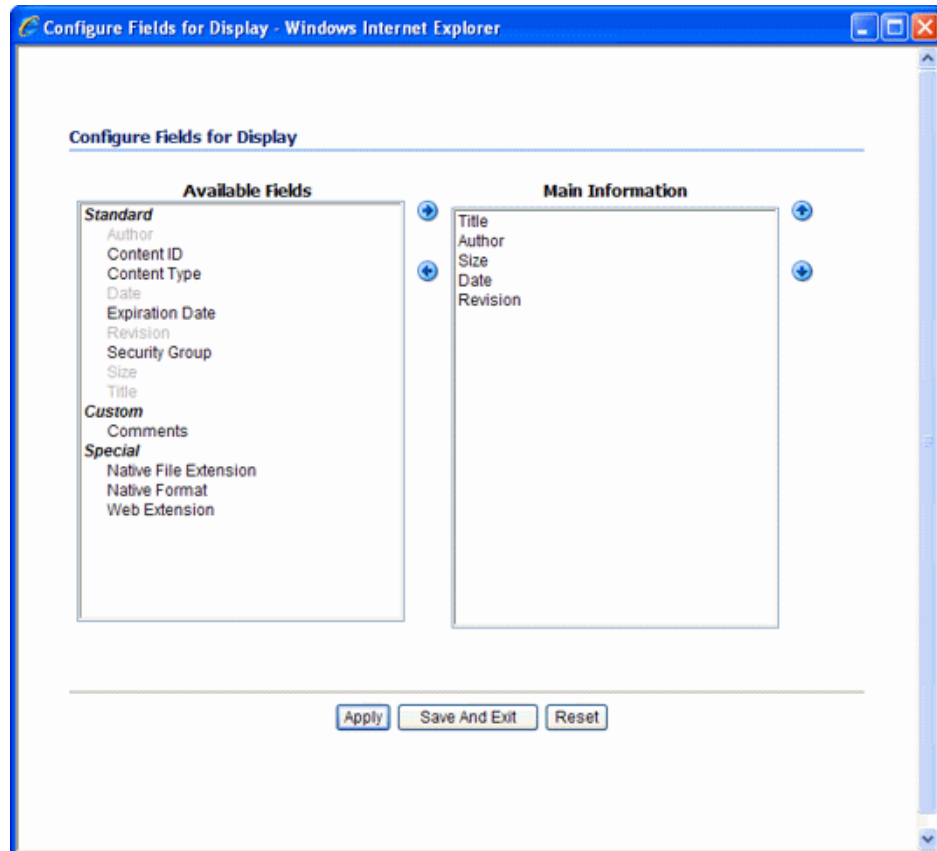 Configure Fields for Display - Windows Internet Explorer
Configure Fields for Display
Available Fields
Standard
Author
Content ID
Content Type
Date
Expiration Date
Revision
Security Group
Size
Title
Custom
Comments
Special
Native File Extension
Native Format
Web Extension
Main Information
Title
Author
Size
Date
Revision
Apply
Save And Exit
Reset